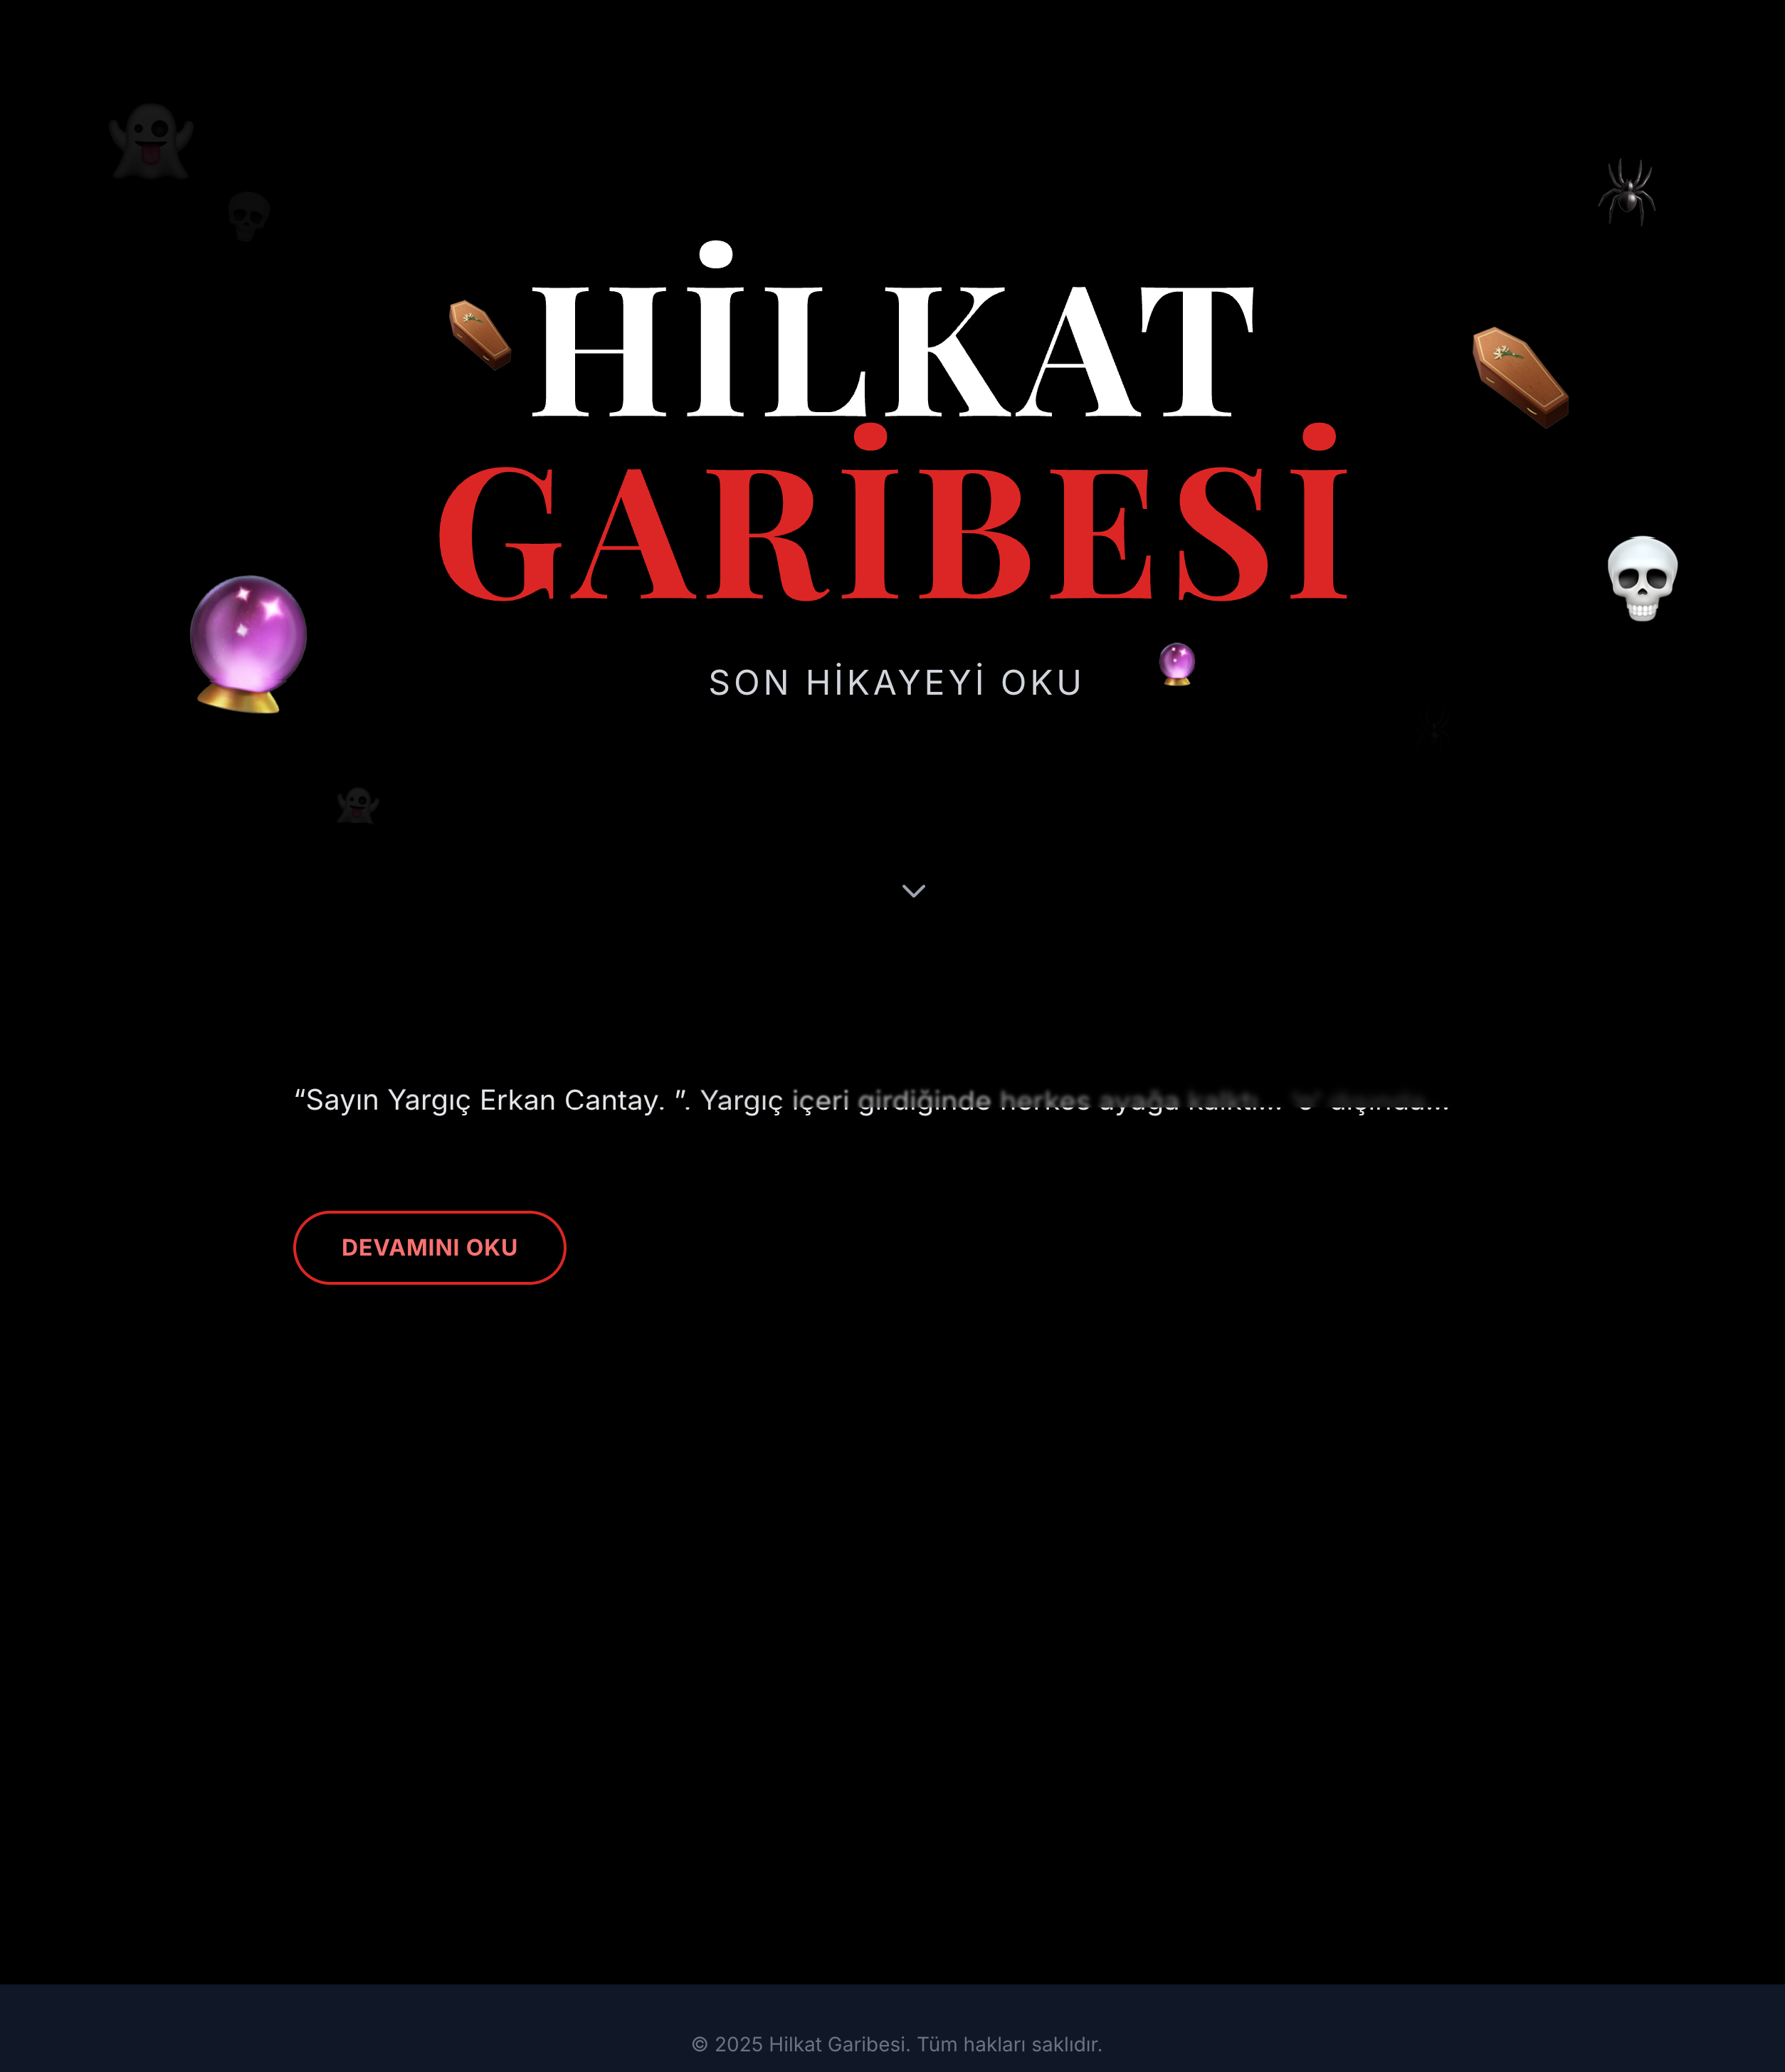 HİLKAT
GARİBESİ
SON HİKAYEYİ OKU
“Sayın Yargıç Erkan Cantay. ”. Yargıç içeri girdiğinde herkes ayağa kalktı... ‘o’ dışında...
DEVAMINI OKU
© 2025 Hilkat Garibesi. Tüm hakları saklıdır.